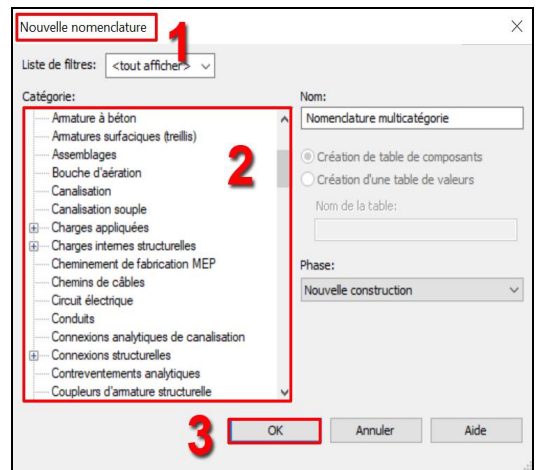 Nouvelle nomenclature
1
Liste de filtres: <tout afficher>
Catégorie:
Armature à béton
Armatures surfaciques (treillis)
Assemblages
Bouche d'aération
Canalisation
Canalisation souple
Charges appliquées
Charges internes structurelles
Cheminement de fabrication MEP
Chemins de câbles
Circuit électrique
Conduits
Connexions analytiques de canalisation
Connexions structurelles
Contreventements analytiques
Coupleurs d'armature structurelle
2
Nom:
Nomenclature multicatégorie
Création de table de composants
Création d'une table de valeurs
Nom de la table:
Phase:
Nouvelle construction
3
OK
Annuler
Aide